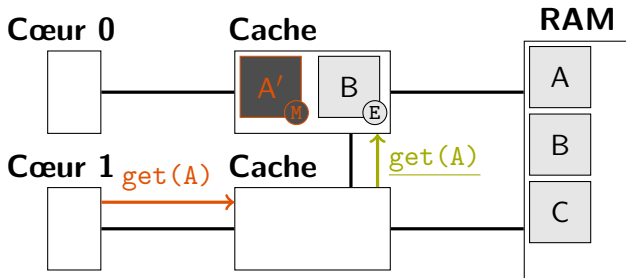 Cœur 0
Cache
RAM
A′
M
B
E
A
B
C
Cœur 1
get(A)
Cache
get(A)